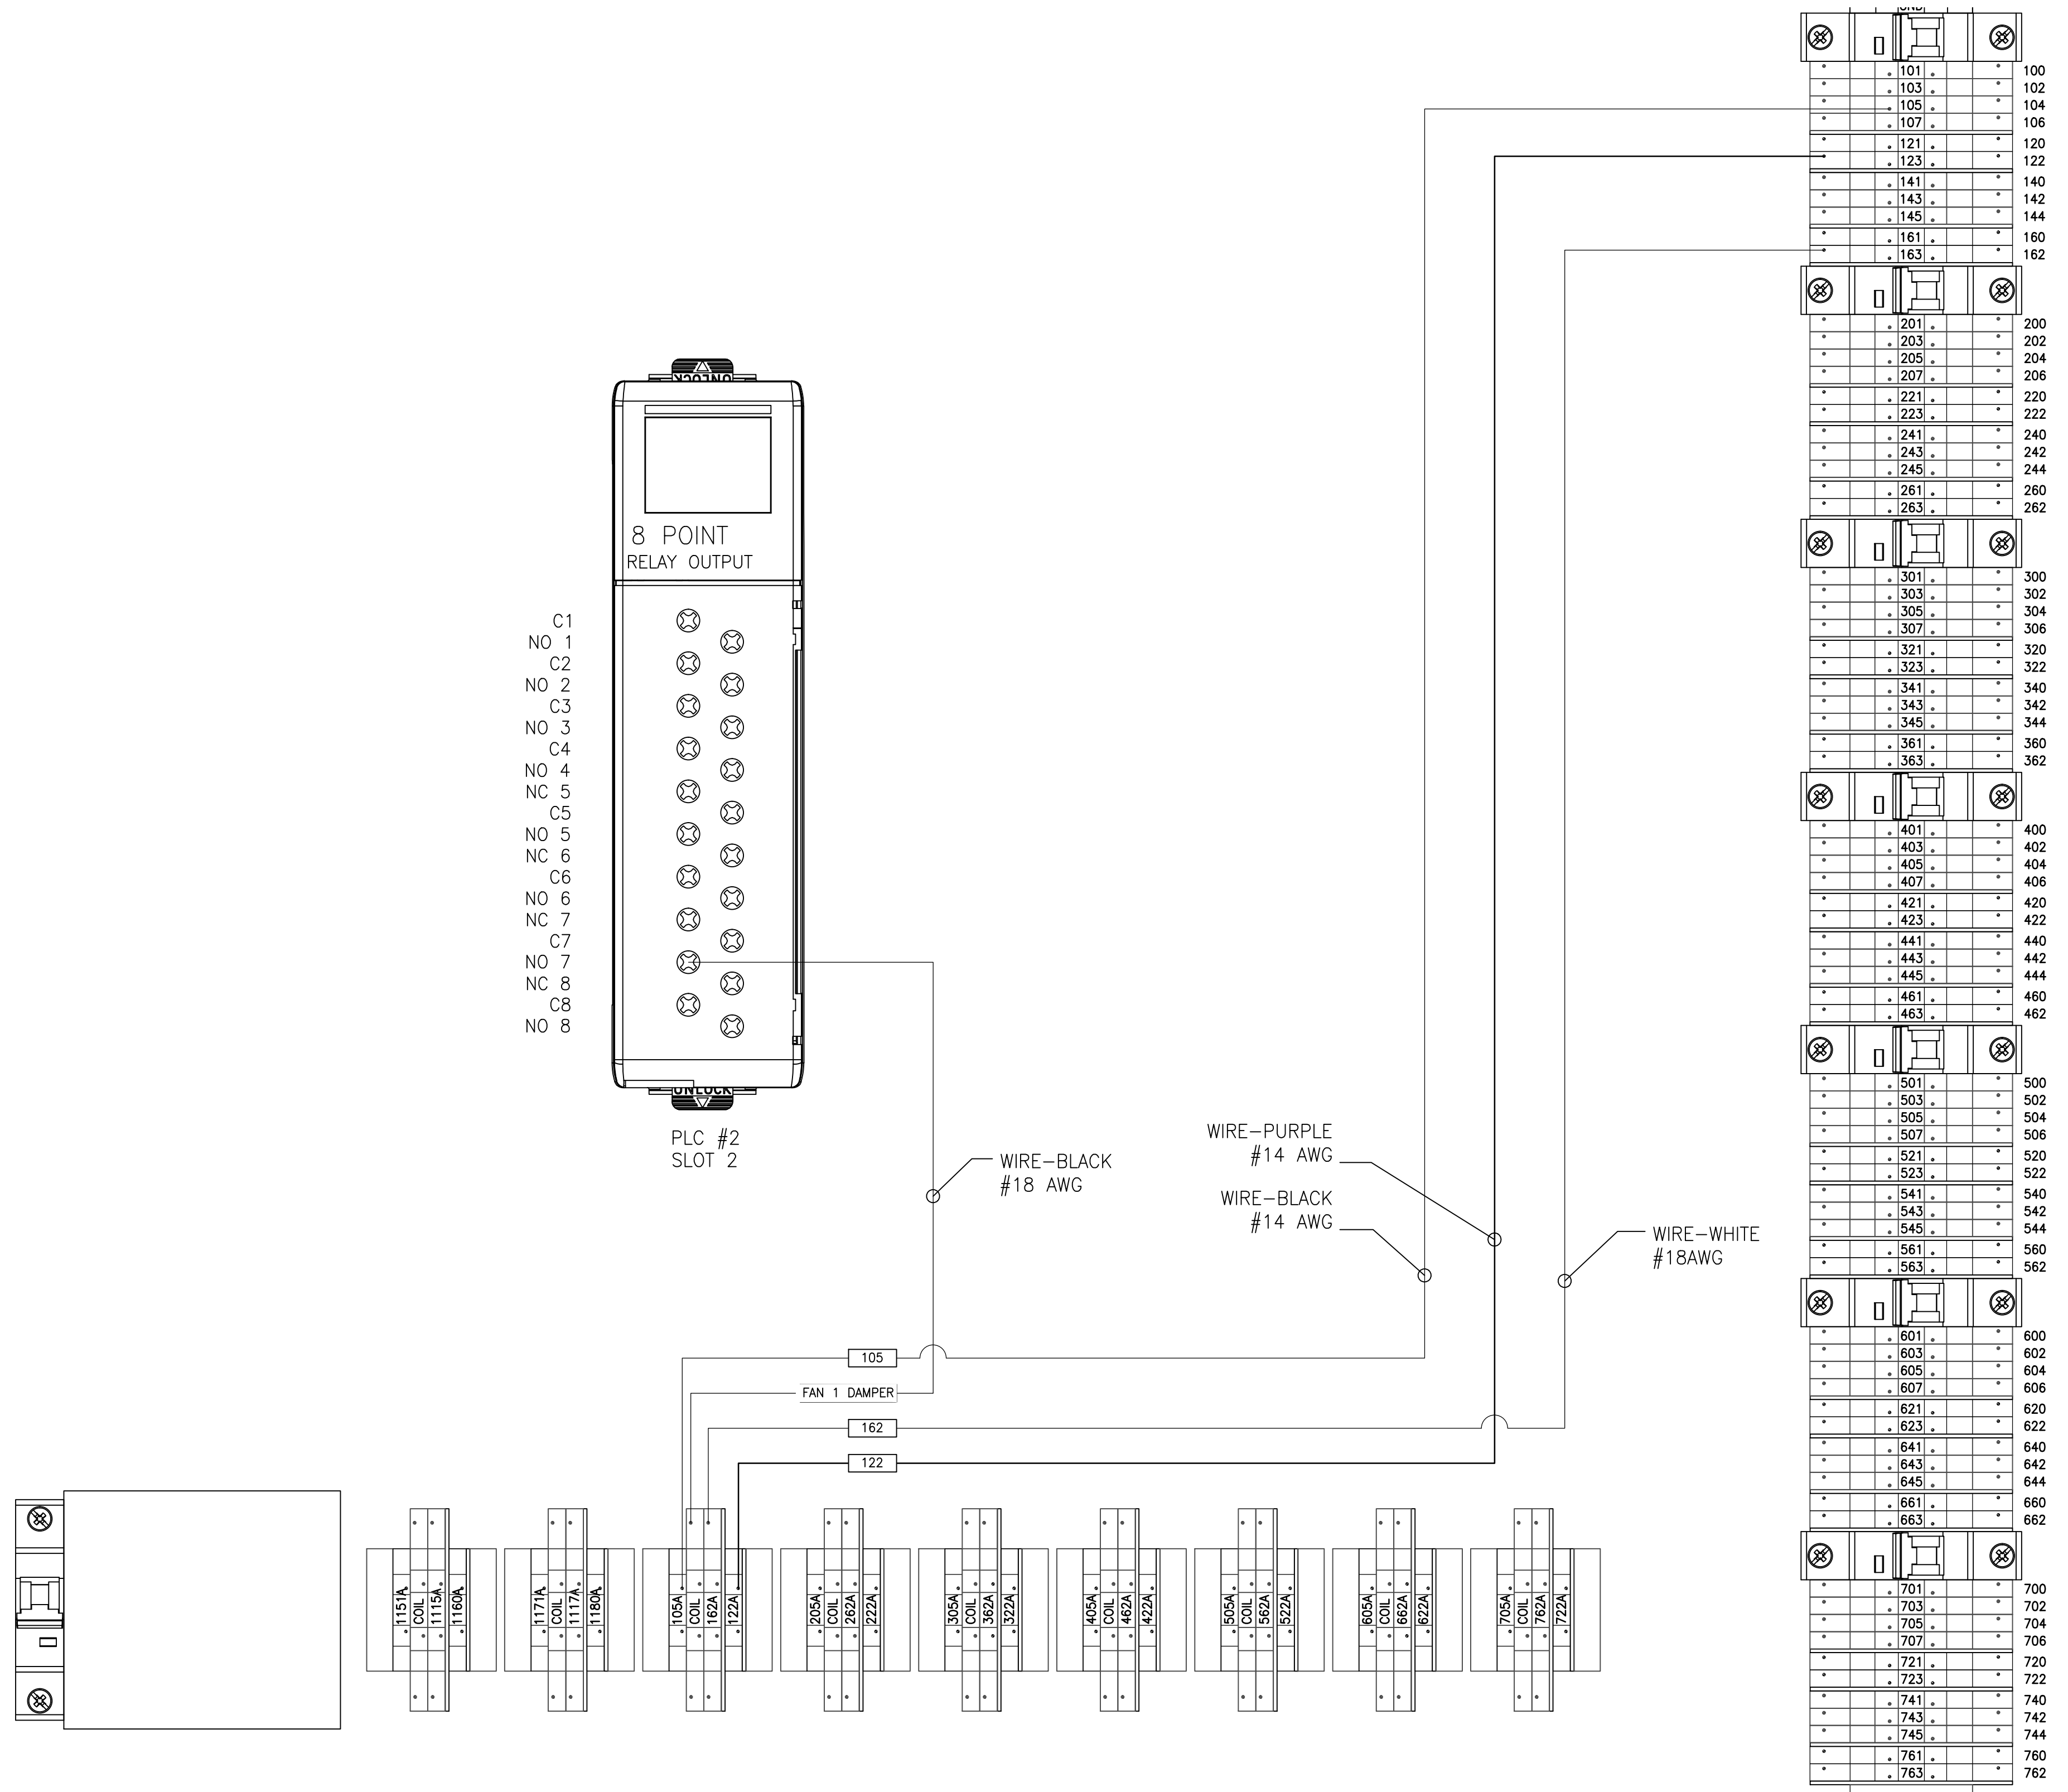 GND
101 100
103 102
105 104
107 106
121 120
123 122
141 140
143 142
145 144
161 160
163 162
201 200
203 202
205 204
207 206
221 220
223 222
241 240
243 242
245 244
261 260
263 262
301 300
303 302
305 304
307 306
321 320
323 322
341 340
343 342
345 344
361 360
363 362
401 400
403 402
405 404
407 406
421 420
423 422
441 440
443 442
445 444
461 460
463 462
501 500
503 502
505 504
507 506
521 520
523 522
541 540
543 542
545 544
561 560
563 562
601 600
603 602
605 604
607 606
621 620
623 622
641 640
643 642
645 644
661 660
663 662
701 700
703 702
705 704
707 706
721 720
723 722
741 740
743 742
745 744
761 760
763 762
UNLOCK
8 POINT
RELAY OUTPUT
C1
NO 1
C2
NO 2
C3
NO 3
C4
NO 4
NC 5
C5
NO 5
NC 6
C6
NO 6
NC 7
C7
NO 7
NC 8
C8
NO 8
UNLOCK
PLC #2
SLOT 2
WIRE-BLACK
#18 AWG
WIRE-PURPLE
#14 AWG
WIRE-BLACK
#14 AWG
WIRE-WHITE
#18AWG
105
FAN 1 DAMPER
162
122
1151A
COIL
1115A
1160A
1171A
COIL
1117A
1180A
105A
COIL
162A
122A
205A
COIL
262A
222A
305A
COIL
362A
322A
405A
COIL
462A
422A
505A
COIL
562A
522A
605A
COIL
662A
622A
705A
COIL
762A
722A